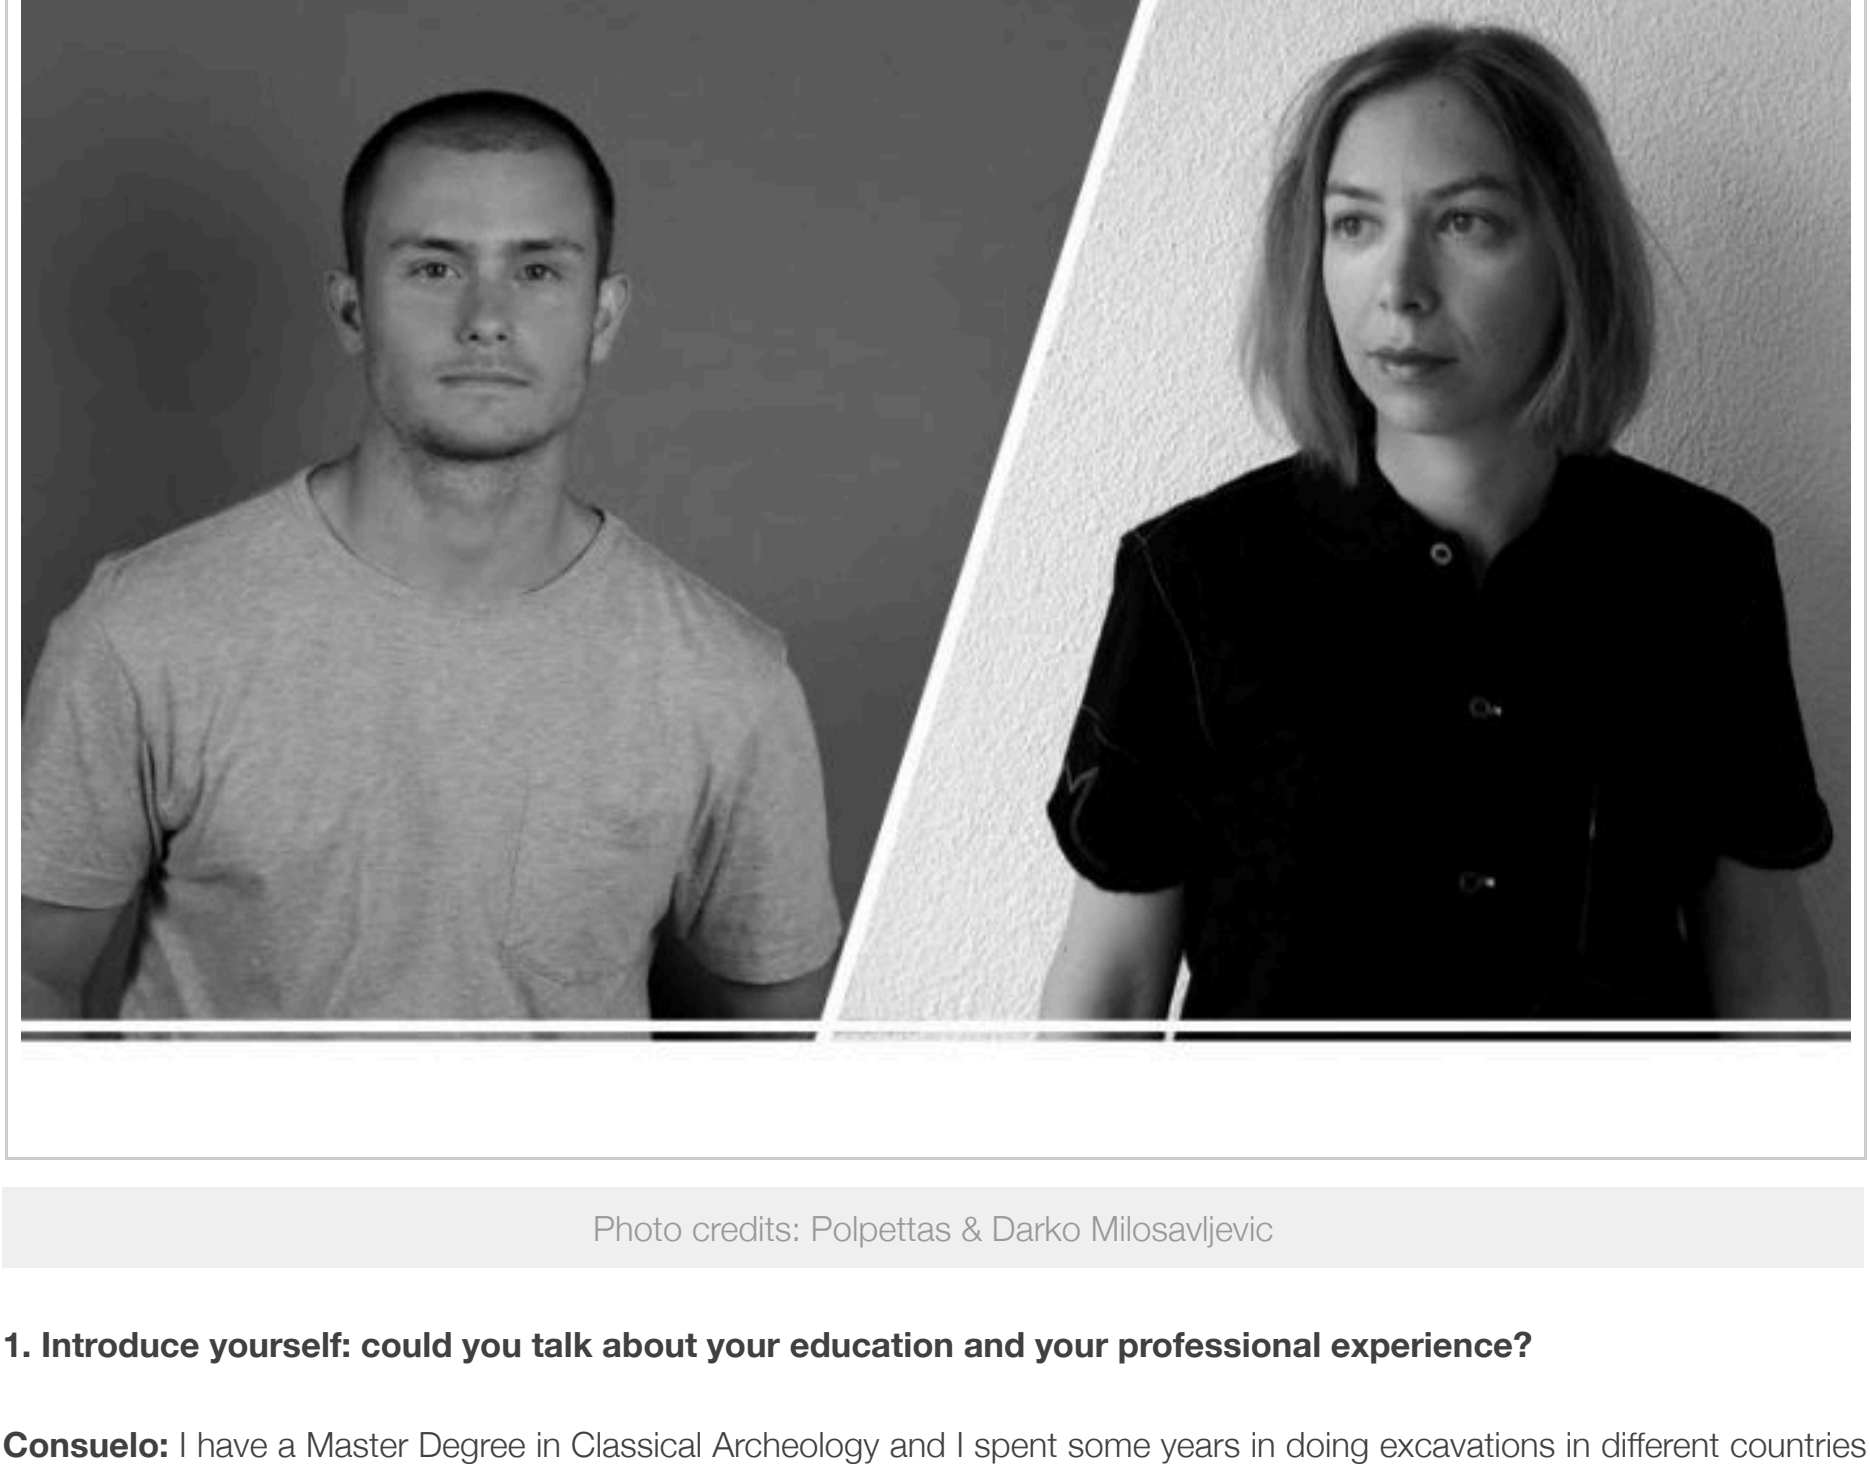 Photo credits: Polpettas & Darko Milosavljevic
1. Introduce yourself: could you talk about your education and your professional experience?
Consuelo: I have a Master Degree in Classical Archeology and I spent some years in doing excavations in different countries